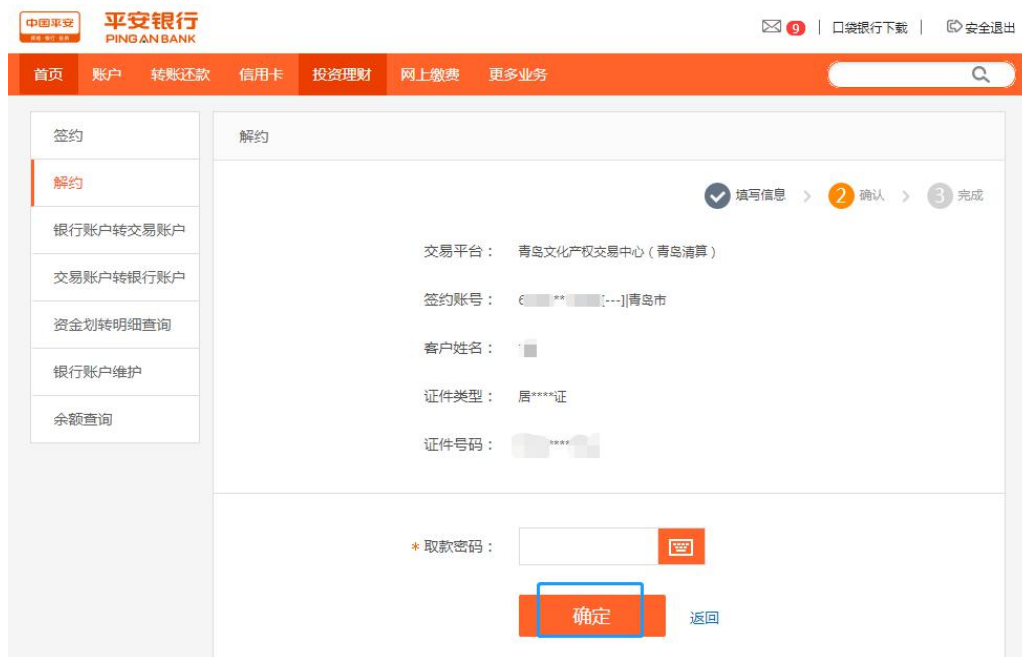 中国平安
平安银行
PING AN BANK
9
口袋银行下载
安全退出
首页
账户
转账还款
信用卡
投资理财
网上缴费
更多业务
签约
解约
银行账户转交易账户
交易账户转银行账户
资金划转明细查询
银行账户维护
余额查询
解约
填写信息
2 确认
3 完成
交易平台： 青岛文化产权交易中心（青岛清算）
签约账号： 6 ** [---]|青岛市
客户姓名：
证件类型： 居****证
证件号码： ****
*取款密码：
确定
返回